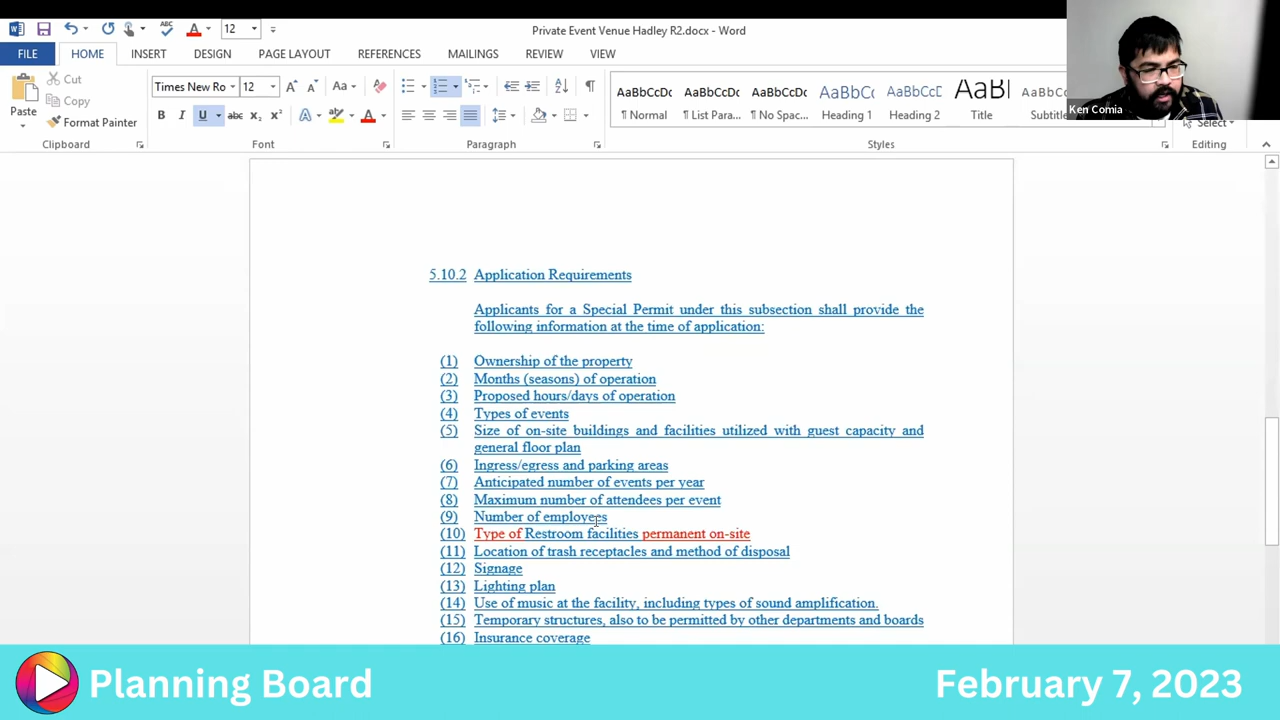 12
Private Event Venue Hadley R2.docx - Word
FILE HOME INSERT DESIGN PAGE LAYOUT REFERENCES MAILINGS REVIEW VIEW
Ken Comia
Paste
Cut
Copy
Format Painter
Times New Ro 12
Aa
B I U abc x₂ x²
AaBbCcDc AaBbCcDc AaBbCcDc AaBbCc AaBbCcD AaBl
¶ Normal ¶ List Para... ¶ No Spac... Heading 1 Heading 2 Title
Select
Clipboard Font Paragraph Styles Editing
5.10.2 Application Requirements
Applicants for a Special Permit under this subsection shall provide the
following information at the time of application:
(1) Ownership of the property
(2) Months (seasons) of operation
(3) Proposed hours/days of operation
(4) Types of events
(5) Size of on-site buildings and facilities utilized with guest capacity and
general floor plan
(6) Ingress/egress and parking areas
(7) Anticipated number of events per year
(8) Maximum number of attendees per event
(9) Number of employees
(10) Type of Restroom facilities permanent on-site
(11) Location of trash receptacles and method of disposal
(12) Signage
(13) Lighting plan
(14) Use of music at the facility, including types of sound amplification.
(15) Temporary structures, also to be permitted by other departments and boards
(16) Insurance coverage
Planning Board
February 7, 2023